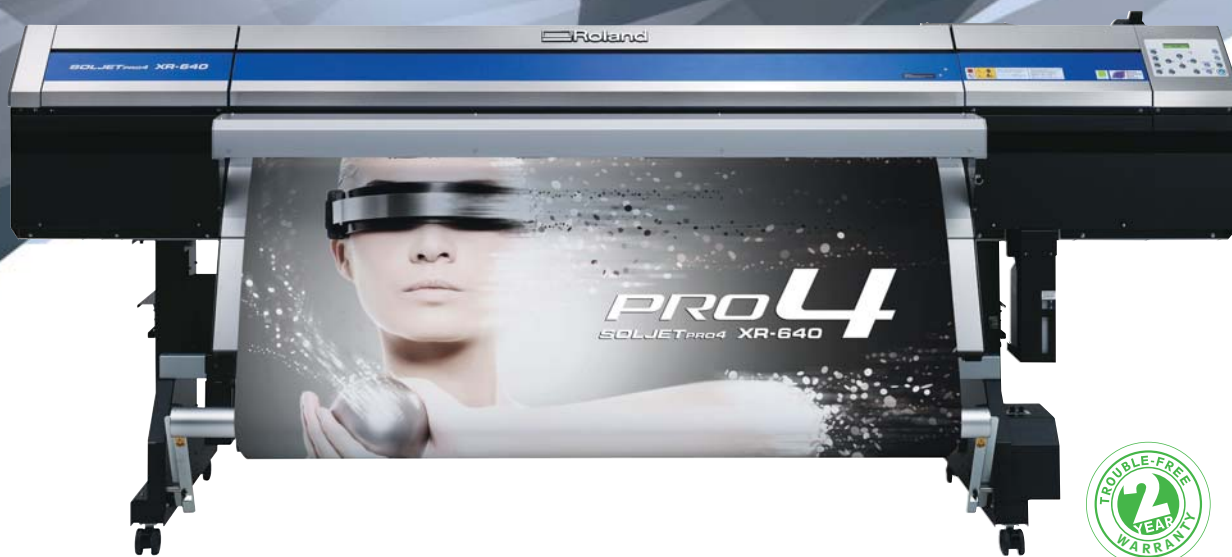 Roland
SOLJET PRO4 XR-640
PRO4
SOLJET PRO4 XR-640
TROUBLE-FREE
2
YEAR
WARRANTY